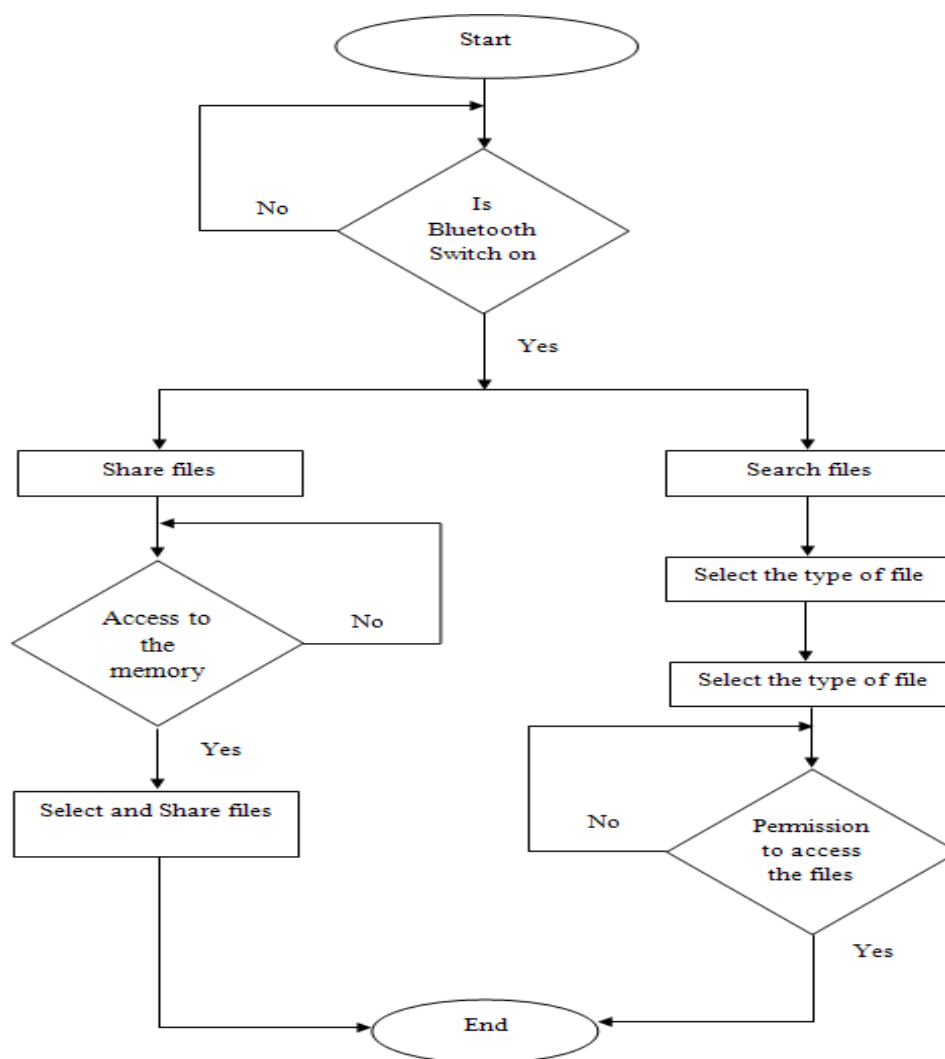 Start
No
Is
Bluetooth
Switch on
Yes
Share files
Search files
Select the type of file
Access to
the
memory
No
Select the type of file
Yes
Select and Share files
No
Permission
to access
the files
Yes
End